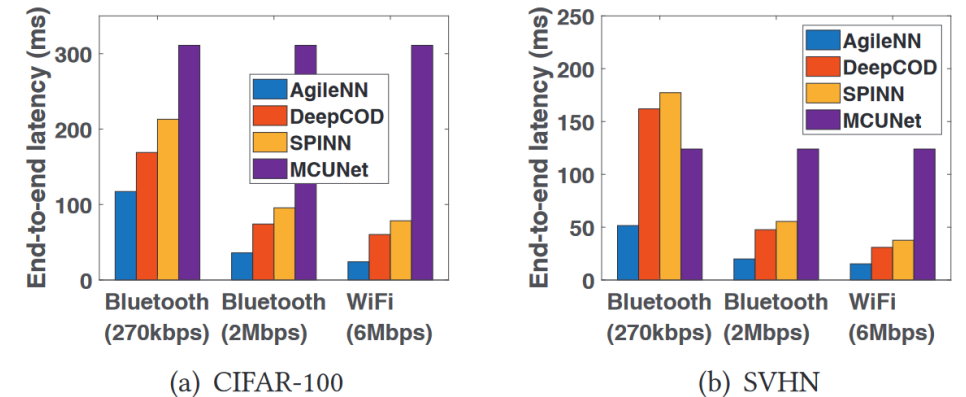 End-to-end latency (ms)
300
200
100
0
AgileNN
DeepCOD
SPINN
MCUNet
Bluetooth Bluetooth WiFi
(270kbps) (2Mbps) (6Mbps)
(a) CIFAR-100
End-to-end latency (ms)
250
200
150
100
50
0
AgileNN
DeepCOD
SPINN
MCUNet
Bluetooth Bluetooth WiFi
(270kbps) (2Mbps) (6Mbps)
(b) SVHN